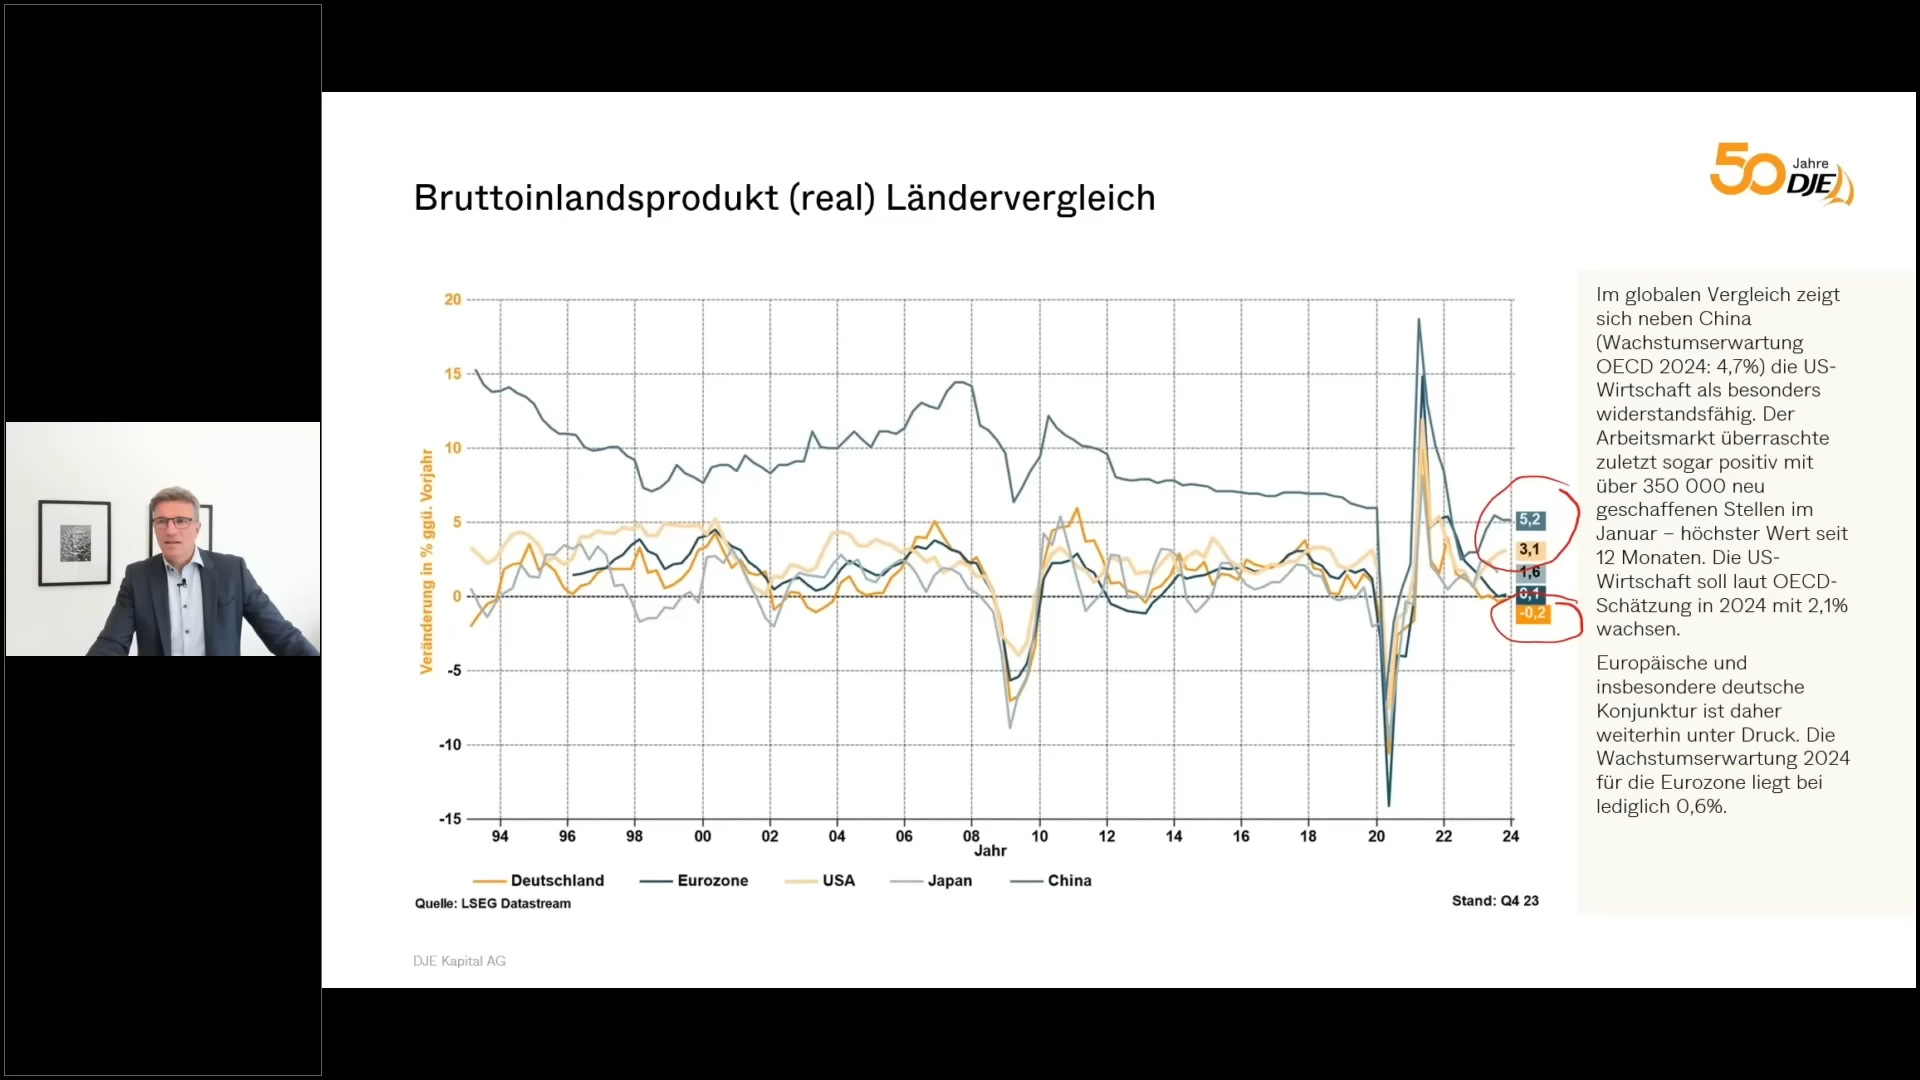 50 Jahre DJE
Bruttoinlandsprodukt (real) Ländervergleich
Veränderung in % ggü. Vorjahr
20
15
10
5
0
-5
-10
-15
94 96 98 00 02 04 06 08 10 12 14 16 18 20 22 24
Jahr
5,2
3,1
1,6
0,1
-0,2
Deutschland Eurozone USA Japan China
Quelle: LSEG Datastream
Stand: Q4 23
Im globalen Vergleich zeigt
sich neben China
(Wachstumserwartung
OECD 2024: 4,7%) die US-
Wirtschaft als besonders
widerstandsfähig. Der
Arbeitsmarkt überraschte
zuletzt sogar positiv mit
über 350 000 neu
geschaffenen Stellen im
Januar – höchster Wert seit
12 Monaten. Die US-
Wirtschaft soll laut OECD-
Schätzung in 2024 mit 2,1%
wachsen.
Europäische und
insbesondere deutsche
Konjunktur ist daher
weiterhin unter Druck. Die
Wachstumserwartung 2024
für die Eurozone liegt bei
lediglich 0,6%.
DJE Kapital AG